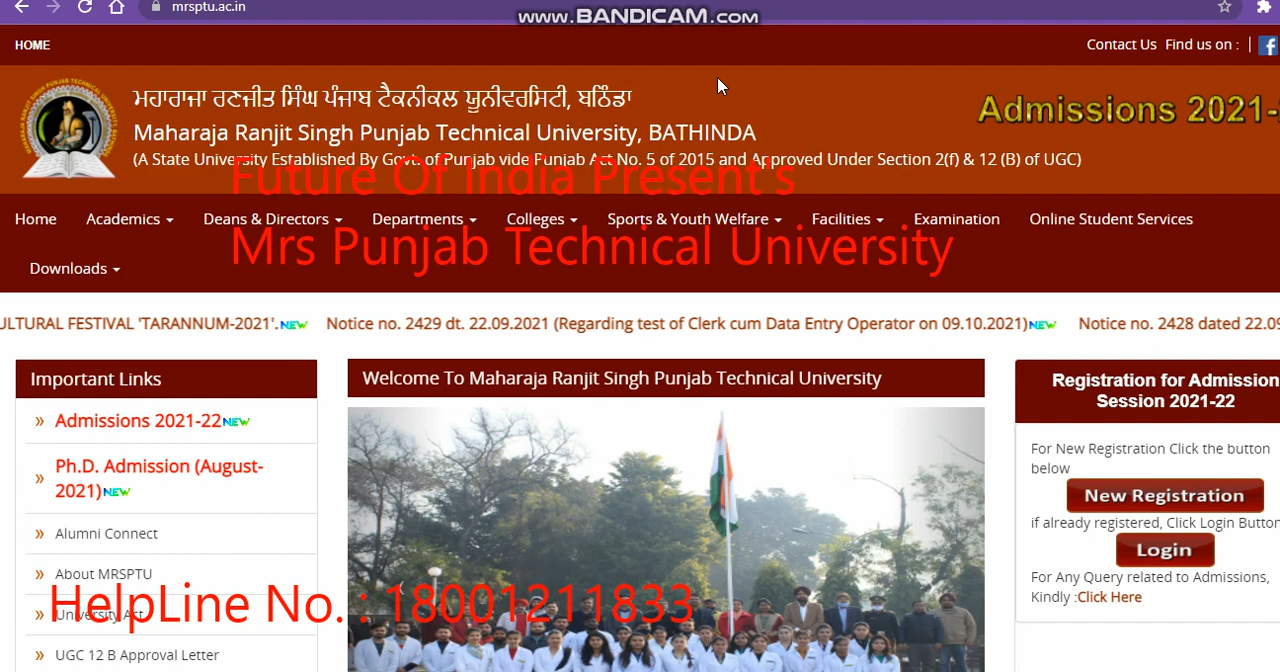 mrsptu.ac.in
www.BANDICAM.com
HOME
Contact Us Find us on :
ਮਹਾਰਾਜਾ ਰਣਜੀਤ ਸਿੰਘ ਪੰਜਾਬ ਟੈਕਨੀਕਲ ਯੂਨੀਵਰਸਿਟੀ, ਬਠਿੰਡਾ
Maharaja Ranjit Singh Punjab Technical University, BATHINDA
(A State University Established By Govt. of Punjab vide Punjab Act No. 5 of 2015 and Approved Under Section 2(f) & 12 (B) of UGC)
Admissions 2021-
Future Of India Present's
Home Academics Deans & Directors Departments Colleges Sports & Youth Welfare Facilities Examination Online Student Services
Mrs Punjab Technical University
Downloads
ULTURAL FESTIVAL 'TARANNUM-2021'. NEW Notice no. 2429 dt. 22.09.2021 (Regarding test of Clerk cum Data Entry Operator on 09.10.2021) NEW Notice no. 2428 dated 22.09
Important Links
» Admissions 2021-22 NEW
» Ph.D. Admission (August-
2021) NEW
» Alumni Connect
» About MRSPTU
» University Act
» UGC 12 B Approval Letter
HelpLine No. : 18001211833
Welcome To Maharaja Ranjit Singh Punjab Technical University
Registration for Admission
Session 2021-22
For New Registration Click the button
below
New Registration
if already registered, Click Login Button
Login
For Any Query related to Admissions,
Kindly :Click Here